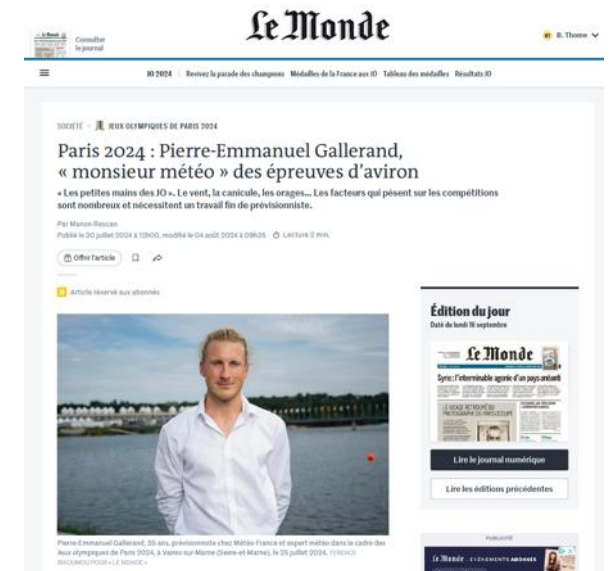 Consulter
le journal
Le Monde
B. Thome
JO 2024 Revivez la parade des champions Médailles de la France aux JO Tableau des médailles Résultats JO
SOCIÉTÉ JEUX OLYMPIQUES DE PARIS 2024
Paris 2024 : Pierre-Emmanuel Gallerand,
« monsieur météo » des épreuves d’aviron
« Les petites mains des JO ». Le vent, la canicule, les orages... Les facteurs qui pèsent sur les compétitions
sont nombreux et nécessitent un travail fin de prévisionniste.
Par Manon Rescan
Publié le 30 juillet 2024 à 12h00, modifié le 04 août 2024 à 09h35 Lecture 2 min.
Offrir l'article
Article réservé aux abonnés
Édition du jour
Daté du lundi 16 septembre
Le Monde
Syrie : l'interminable agonie d'un pays anéanti
Lire le journal numérique
Lire les éditions précédentes
Pierre-Emmanuel Gallerand, 35 ans, prévisionniste chez Météo-France et expert météo dans le cadre des
Jeux olympiques de Paris 2024, à Vaires-sur-Marne (Seine-et-Marne), le 25 juillet 2024.
POUR « LE MONDE »
PUBLICITÉ
Le Monde ÉVÉNEMENTS ABONNÉS